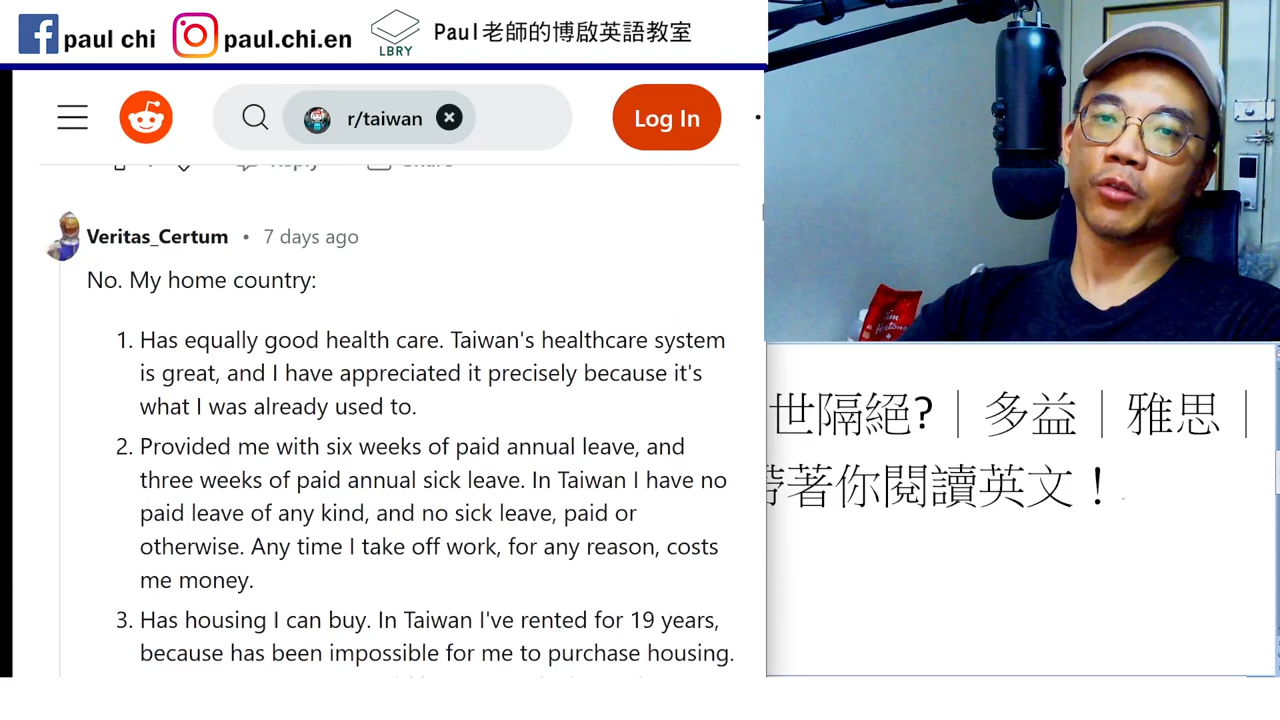 paul chi
paul.chi.en
LBRY
Paul老師的博啟英語教室
r/taiwan
Log In
Veritas_Certum • 7 days ago
No. My home country:
1. Has equally good health care. Taiwan's healthcare system
is great, and I have appreciated it precisely because it's
what I was already used to.
2. Provided me with six weeks of paid annual leave, and
three weeks of paid annual sick leave. In Taiwan I have no
paid leave of any kind, and no sick leave, paid or
otherwise. Any time I take off work, for any reason, costs
me money.
3. Has housing I can buy. In Taiwan I've rented for 19 years,
because has been impossible for me to purchase housing.
Tim
Hortons
世隔絕?｜多益｜雅思｜
帶著你閱讀英文！